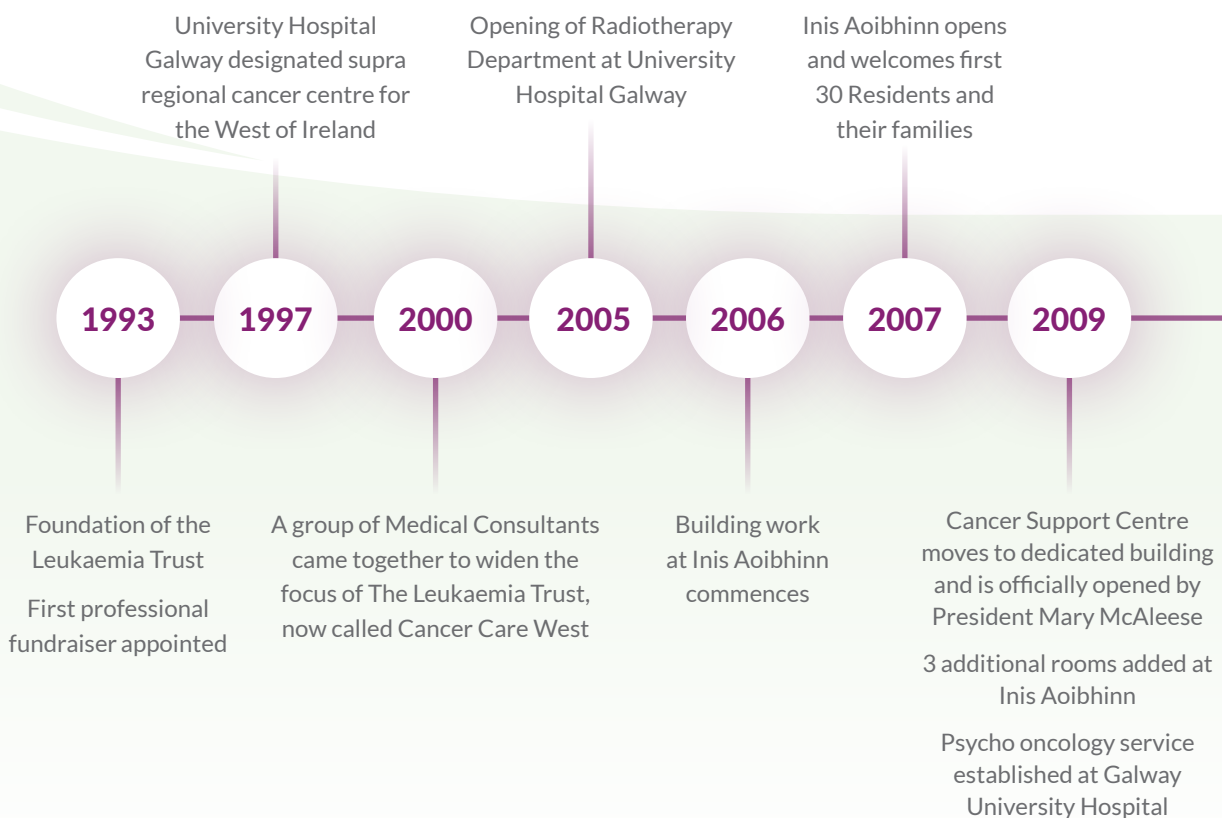 University Hospital
Galway designated supra
regional cancer centre for
the West of Ireland
Opening of Radiotherapy
Department at University
Hospital Galway
Inis Aoibhinn opens
and welcomes first
30 Residents and
their families
1993
1997
2000
2005
2006
2007
2009
Foundation of the
Leukaemia Trust
First professional
fundraiser appointed
A group of Medical Consultants
came together to widen the
focus of The Leukaemia Trust,
now called Cancer Care West
Building work
at Inis Aoibhinn
commences
Cancer Support Centre
moves to dedicated building
and is officially opened by
President Mary McAleese
3 additional rooms added at
Inis Aoibhinn
Psycho oncology service
established at Galway
University Hospital